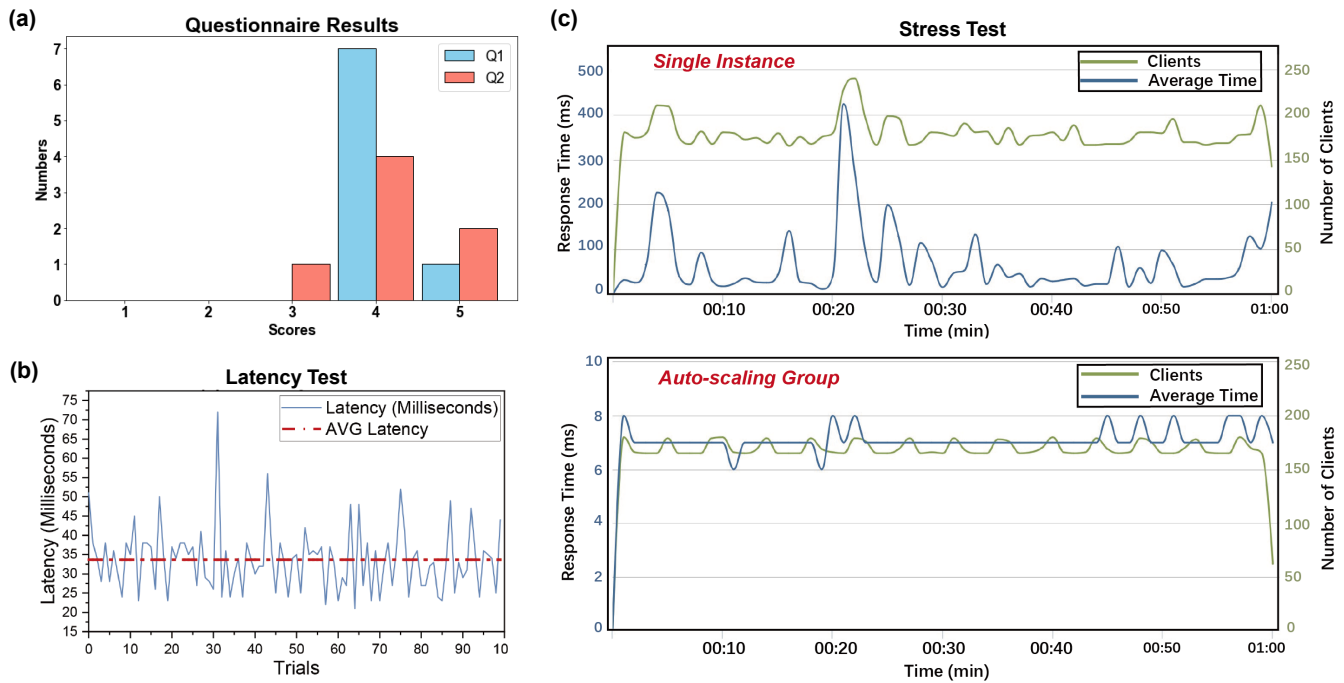 (a)
Questionnaire Results
Q1
Q2
Numbers
7
6
5
4
3
2
1
0
1 2 3 4 5
Scores
(b)
Latency Test
Latency (Milliseconds)
AVG Latency
Latency (Milliseconds)
75
70
65
60
55
50
45
40
35
30
25
20
15
0 10 20 30 40 50 60 70 80 90 10
Trials
(c)
Stress Test
Single Instance
Clients
Average Time
Response Time (ms)
500
400
300
200
100
0
250
200
150
100
50
0
Number of Clients
00:10 00:20 00:30 00:40 00:50 01:00
Time (min)
Auto-scaling Group
Clients
Average Time
Response Time (ms)
10
8
6
4
2
0
250
200
150
100
50
0
Number of Clients
00:10 00:20 00:30 00:40 00:50 01:00
Time (min)